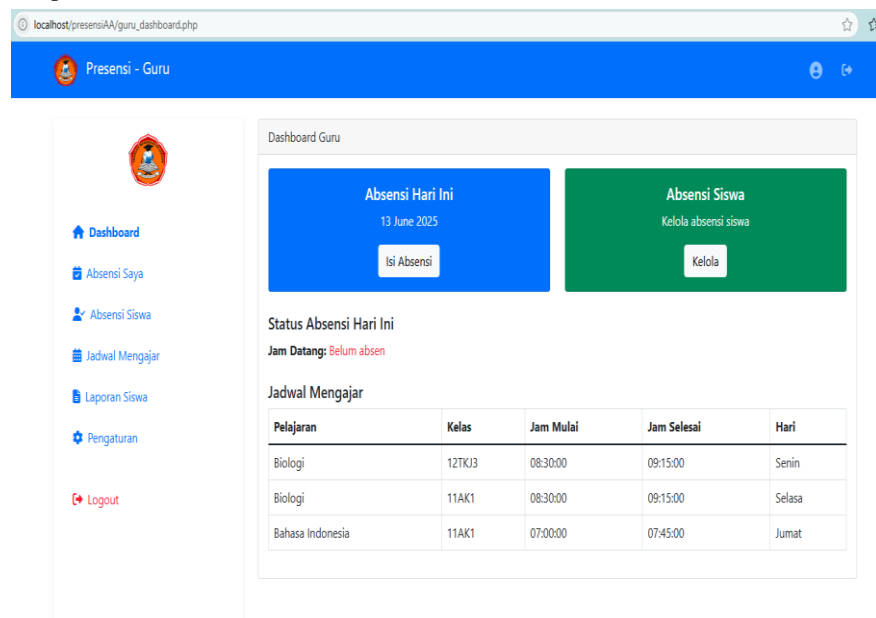 localhost/presensiAA/guru_dashboard.php
Presensi - Guru
Dashboard Guru
Absensi Hari Ini
13 June 2025
Isi Absensi
Absensi Siswa
Kelola absensi siswa
Kelola
Dashboard
Absensi Saya
Absensi Siswa
Jadwal Mengajar
Laporan Siswa
Pengaturan
Logout
Status Absensi Hari Ini
Jam Datang: Belum absen
Jadwal Mengajar
Pelajaran Kelas Jam Mulai Jam Selesai Hari
Biologi 12TKJ3 08:30:00 09:15:00 Senin
Biologi 11AK1 08:30:00 09:15:00 Selasa
Bahasa Indonesia 11AK1 07:00:00 07:45:00 Jumat